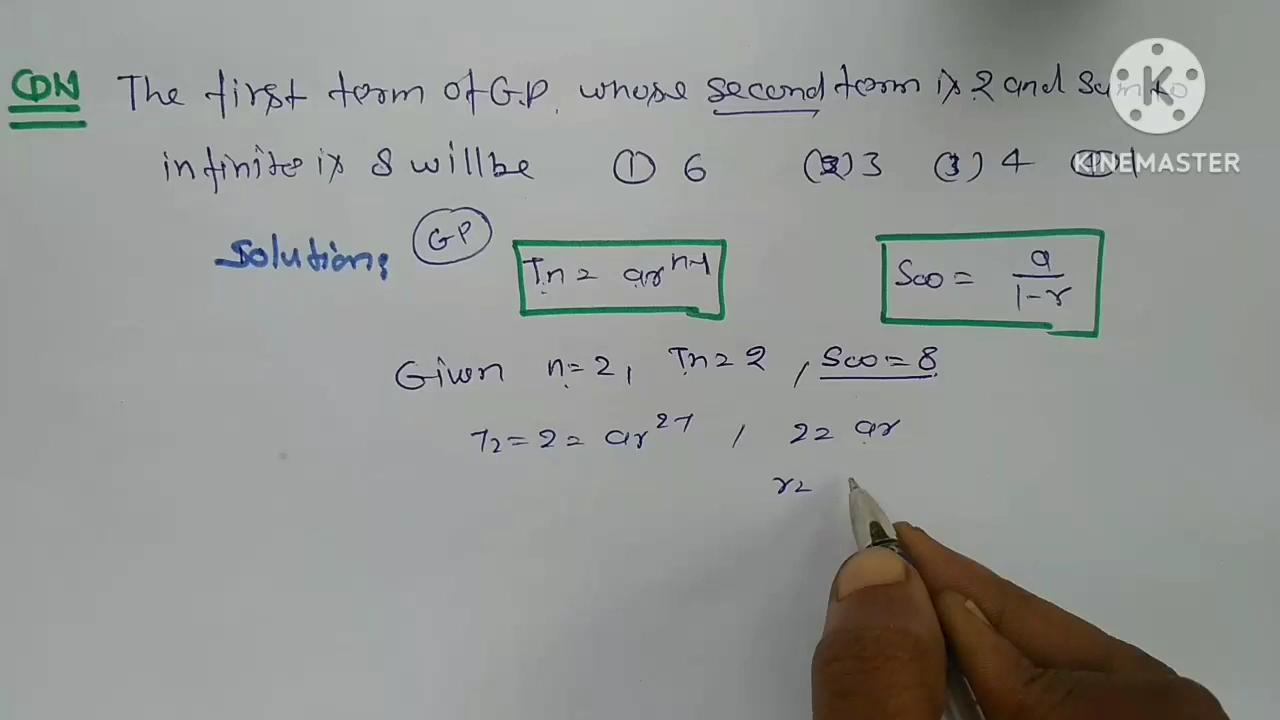 QN The first term of G.P. whose second term is 2 and Sum to
infinite is 8 will be (1) 6 (2) 3 (3) 4
KINEMASTER
Solution; GP Tn = ar^n-1 S∞ = a/1-r
Given n=2, Tn=2, S∞=8
T2=2=ar^2-1, 2= ar
r=